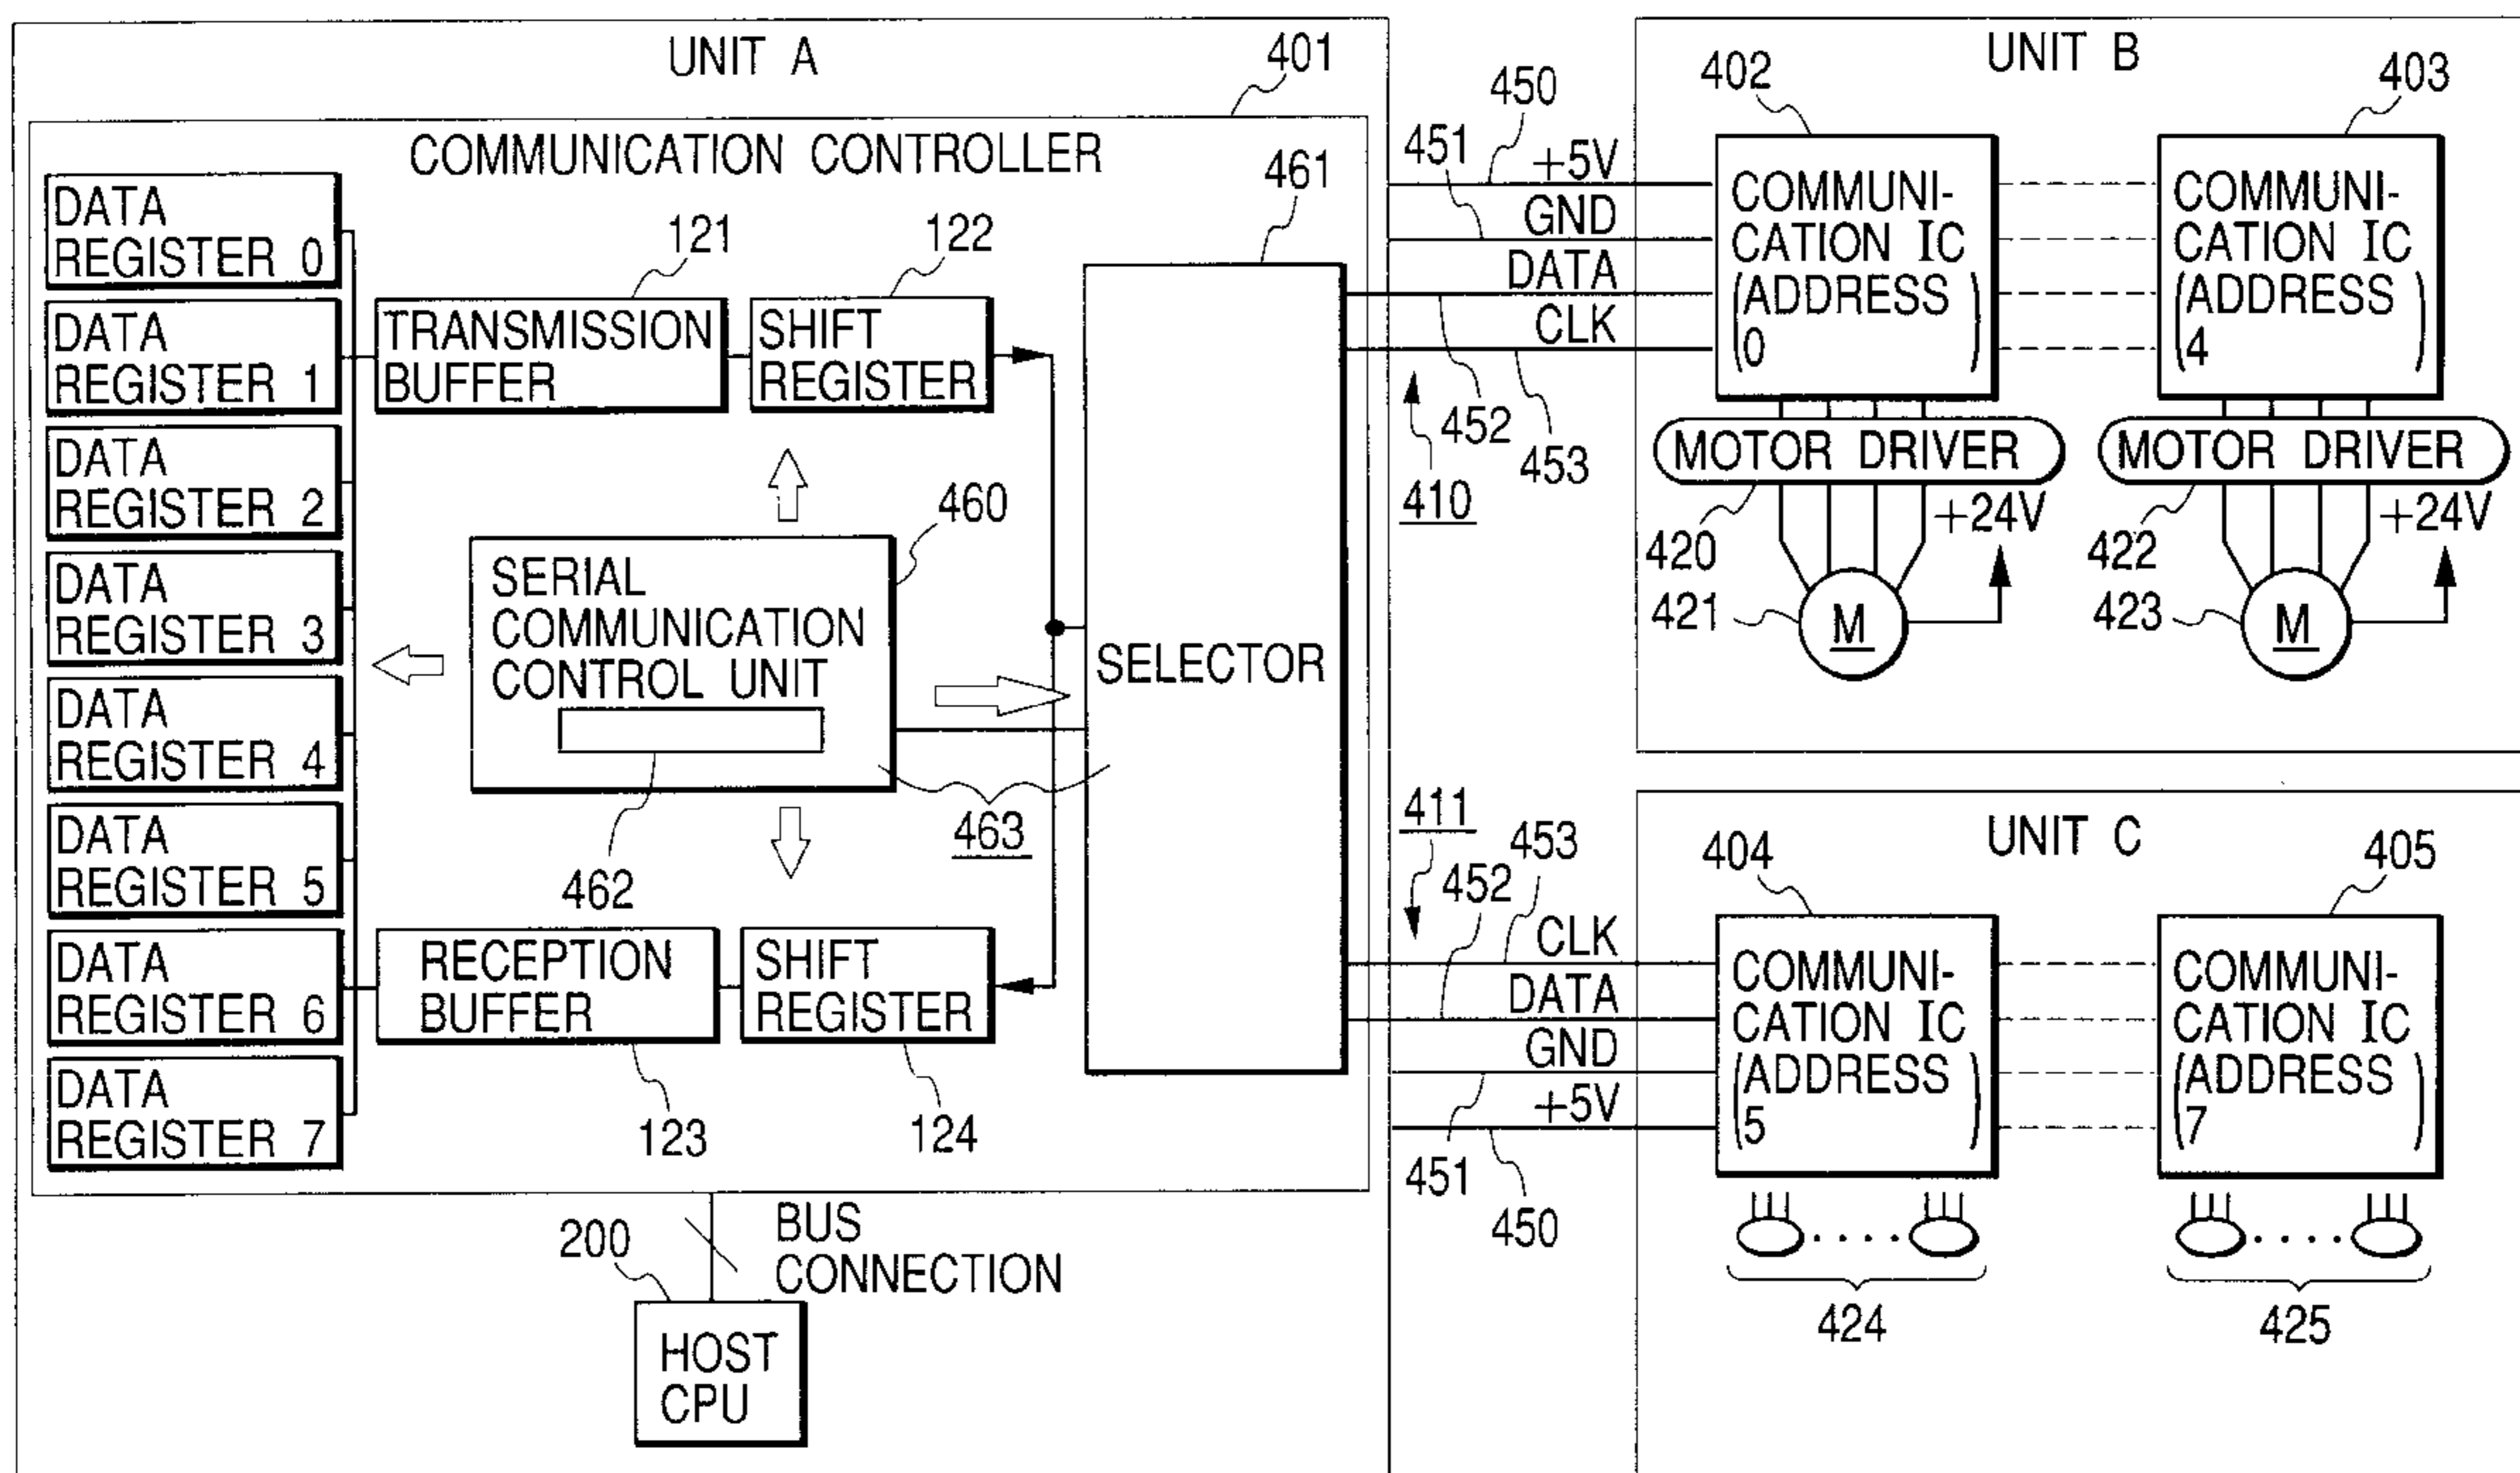 UNIT A
401
COMMUNICATION CONTROLLER
DATA
REGISTER 0
DATA
REGISTER 1
DATA
REGISTER 2
DATA
REGISTER 3
DATA
REGISTER 4
DATA
REGISTER 5
DATA
REGISTER 6
DATA
REGISTER 7
121
TRANSMISSION
BUFFER
122
SHIFT
REGISTER
461
SELECTOR
460
SERIAL
COMMUNICATION
CONTROL UNIT
462
463
RECEPTION
BUFFER
123
SHIFT
REGISTER
124
BUS
CONNECTION
200
HOST
CPU
450
451
+5V
GND
DATA
CLK
452
453
410
411
453
452
CLK
DATA
GND
+5V
451
450
UNIT B
402
COMMUNI-
CATION IC
(ADDRESS
0)
403
COMMUNI-
CATION IC
(ADDRESS
4)
MOTOR DRIVER
420
+24V
421
M
MOTOR DRIVER
422
+24V
423
M
UNIT C
404
COMMUNI-
CATION IC
(ADDRESS
5)
405
COMMUNI-
CATION IC
(ADDRESS
7)
424
425